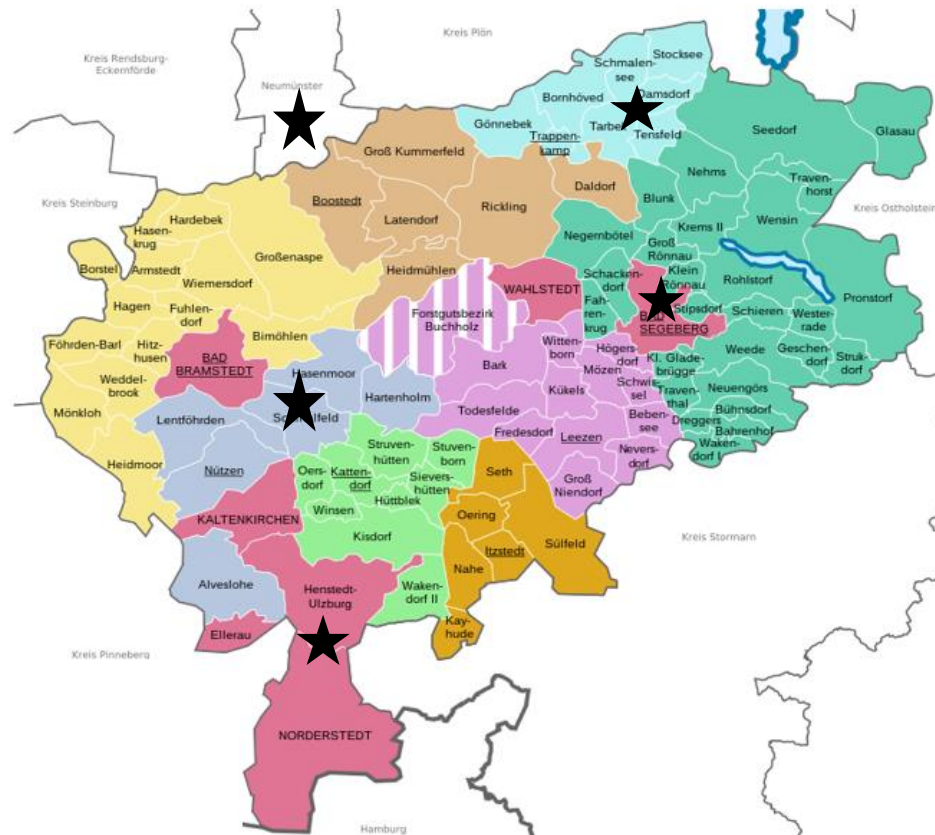 Kreis Plön
Kreis Rendsburg-
Eckernförde
Neumünster
Stocksee
Schmalen-
see
Damsdorf
Bornhöved
Gönnebek
Tarbek
Tensfeld
Trappen-
kamp
Seedorf
Glasau
Groß Kummerfeld
Nehms
Daldorf
Traven-
horst
Kreis Steinburg
Boostedt
Rickling
Blunk
Kreis Ostholstein
Hardebek
Latendorf
Wensin
Hasen-
krug
Krems II
Negernbötel
Groß
Rönnau
Großenaspe
Borstel
Armstedt
Heidmühlen
Klein
Rönnau
Schacken-
dorf
Rohlstorf
Wiemersdorf
WAHLSTEDT
Pronstorf
Hagen
Fuhlen-
dorf
Forstgutsbezirk
Buchholz
Fah-
ren-
krug
Stipsdorf
Schieren
Wester-
rade
SEGEBERG
Bimöhlen
Föhrden-Barl
Hitz-
husen
Witten-
born
Högers-
dorf
Weede
Geschen-
dorf
Struk-
dorf
BAD
BRAMSTEDT
Kl. Glade-
brügge
Bark
Mözen
Hasenmoor
Weddel-
brook
Schwis-
sel
Neuengörs
Kükels
Traven-
thal
Hartenholm
Mönkloh
Todesfelde
Bühnsdorf
Lentföhrden
Beben-
see
Dreggers
Bahrenhof
Fredesdorf
Leezen
Waken-
dorf I
Struven-
hütten
Stuven-
born
Nevers-
dorf
Heidmoor
Nützen
Oers-
dorf
Katten-
dorf
Sievers-
hütten
Seth
Groß
Niendorf
Hüttblek
Winsen
Oering
KALTENKIRCHEN
Kisdorf
Itzstedt
Sülfeld
Kreis Stormarn
Nahe
Alveslohe
Henstedt-
Ulzburg
Waken-
dorf II
Kay-
hude
Ellerau
Kreis Pinneberg
NORDERSTEDT
Hamburg